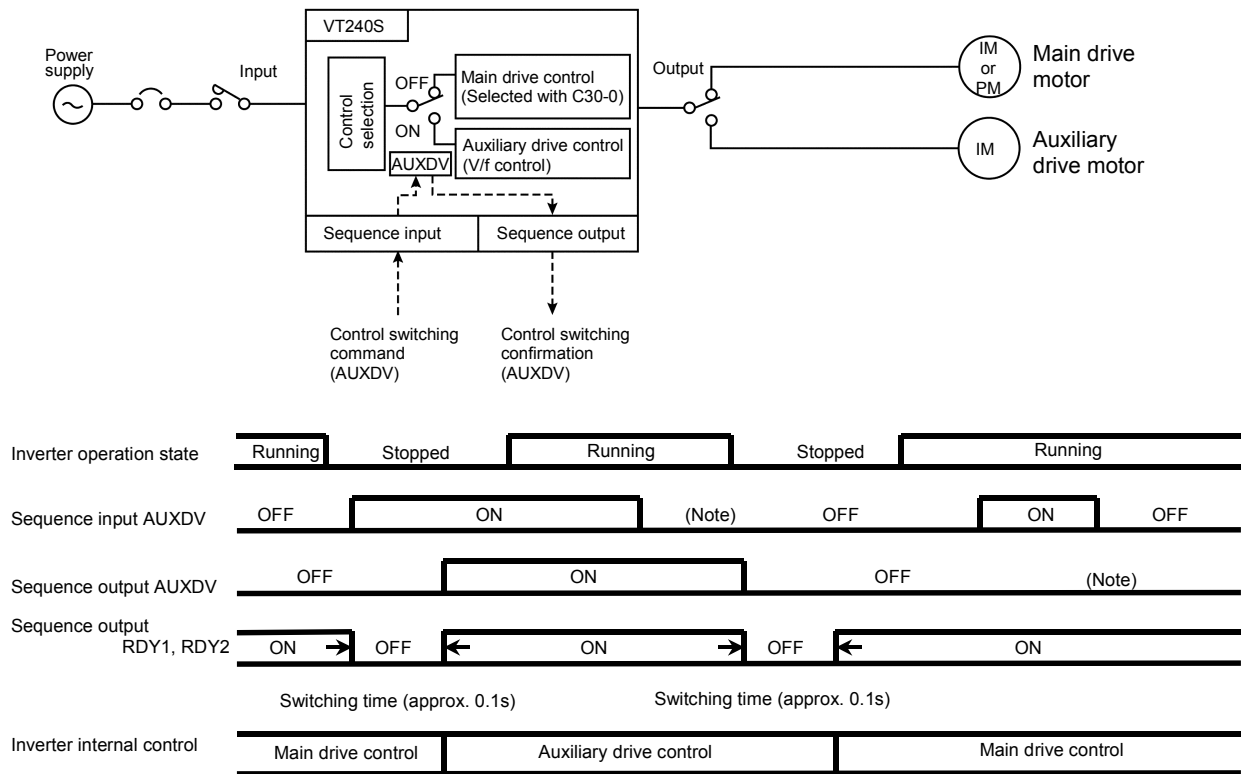 VT240S
Power
supply
Input
Control
selection
OFF
ON
Main drive control
(Selected with C30-0)
Auxiliary drive control
(V/f control)
AUXDV
Sequence input
Sequence output
Output
IM
or
PM
Main drive
motor
IM
Auxiliary
drive motor
Control switching
command
(AUXDV)
Control switching
confirmation
(AUXDV)
Inverter operation state
Running
Stopped
Running
Stopped
Running
Sequence input AUXDV
OFF
ON
(Note)
OFF
ON
OFF
Sequence output AUXDV
OFF
ON
OFF
(Note)
Sequence output
RDY1, RDY2
ON
OFF
ON
OFF
ON
Switching time (approx. 0.1s)
Switching time (approx. 0.1s)
Inverter internal control
Main drive control
Auxiliary drive control
Main drive control